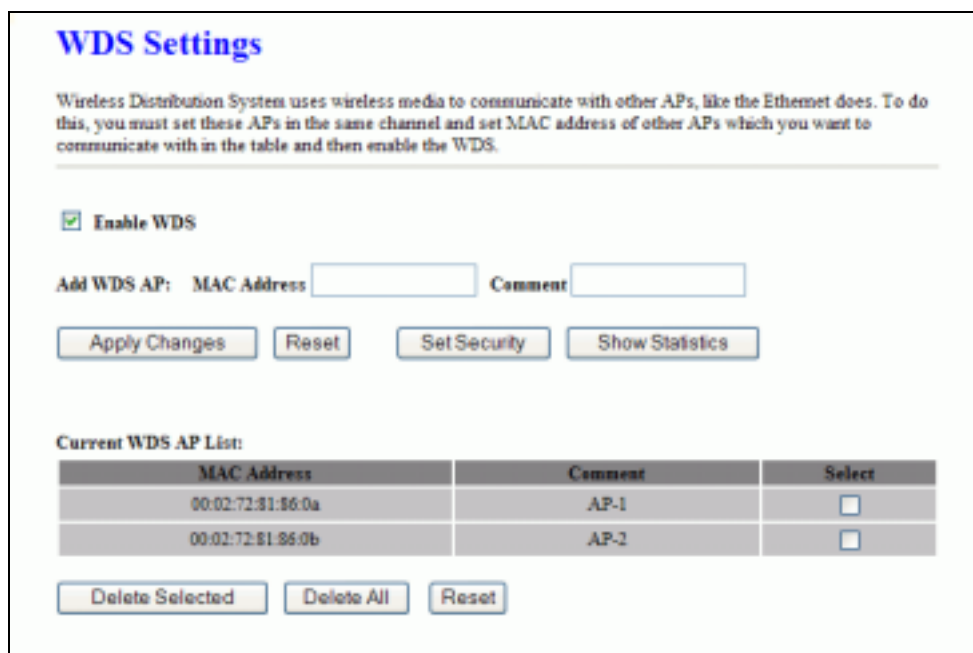 WDS Settings
Wireless Distribution System uses wireless media to communicate with other APs, like the Ethernet does. To do
this, you must set these APs in the same channel and set MAC address of other APs which you want to
communicate with in the table and then enable the WDS.
Enable WDS
Add WDS AP: MAC Address Comment
Apply Changes Reset Set Security Show Statistics
Current WDS AP List:
MAC Address Comment Select
00:02:72:81:86:0a AP-1
00:02:72:81:86:0b AP-2
Delete Selected Delete All Reset